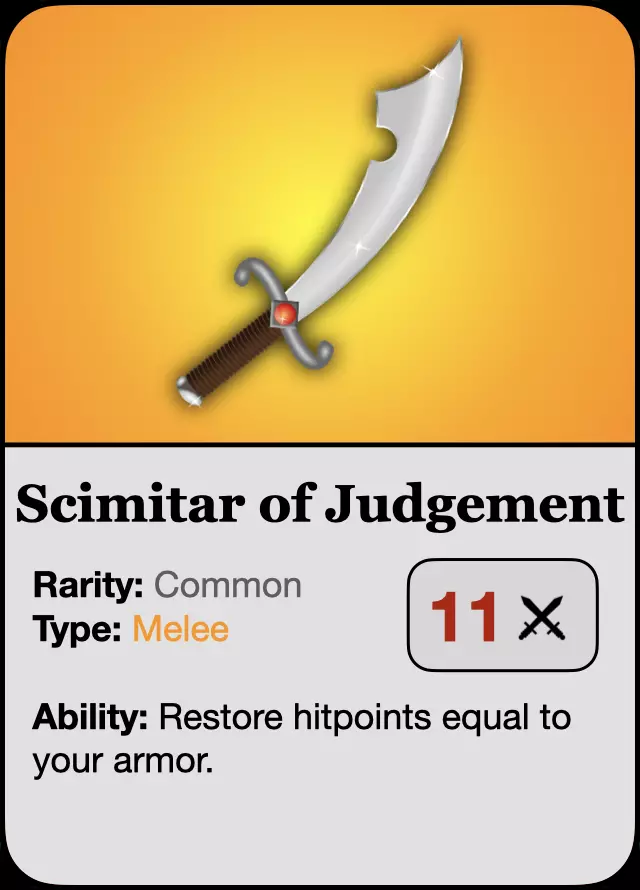 Scimitar of Judgement
Rarity: Common
Type: Melee
11
Ability: Restore hitpoints equal to
your armor.